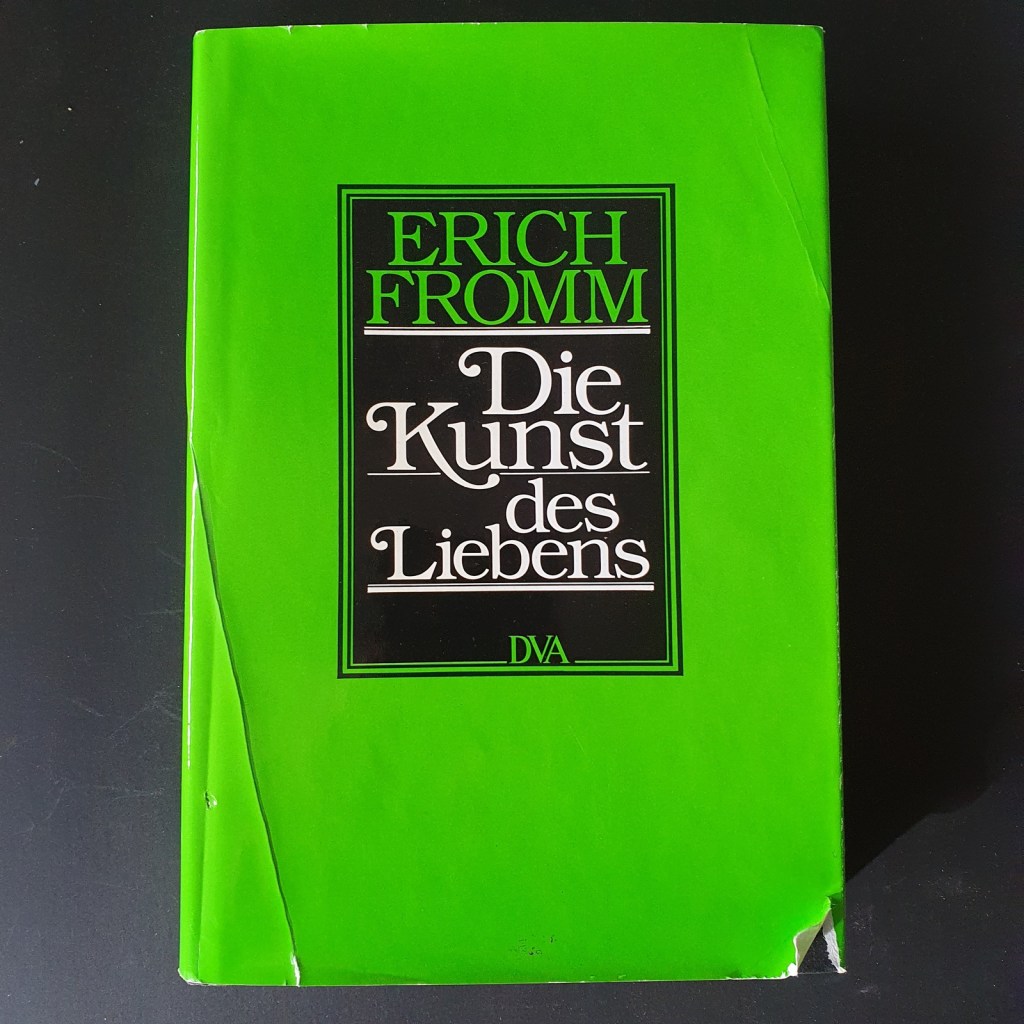 ERICH
FROMM
Die
Kunst
des
Liebens
DVA